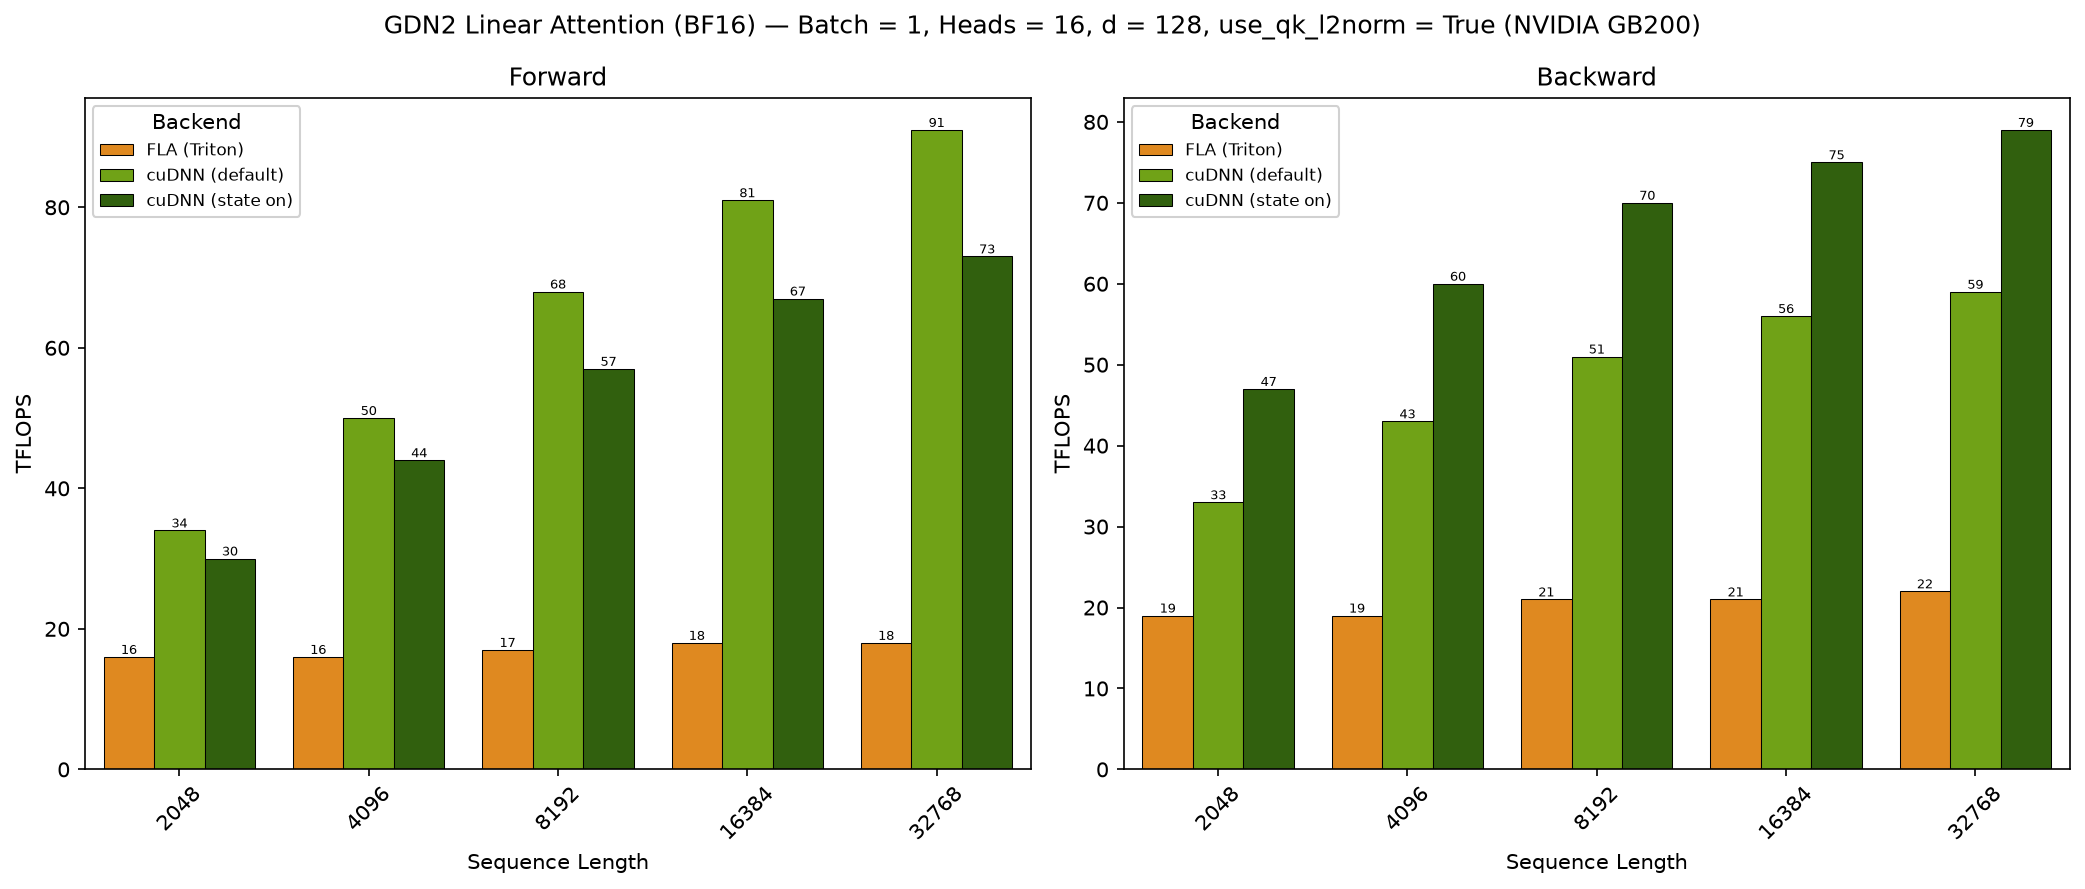 GDN2 Linear Attention (BF16) — Batch = 1, Heads = 16, d = 128, use_qk_l2norm = True (NVIDIA GB200)
Forward
Backend
FLA (Triton)
cuDNN (default)
cuDNN (state on)
TFLOPS
80
60
40
20
0
16 34 30
16 50 44
17 68 57
18 81 67
18 91 73
2048 4096 8192 16384 32768
Sequence Length
Backward
Backend
FLA (Triton)
cuDNN (default)
cuDNN (state on)
TFLOPS
80
70
60
50
40
30
20
10
0
19 33 47
19 43 60
21 51 70
21 56 75
22 59 79
2048 4096 8192 16384 32768
Sequence Length